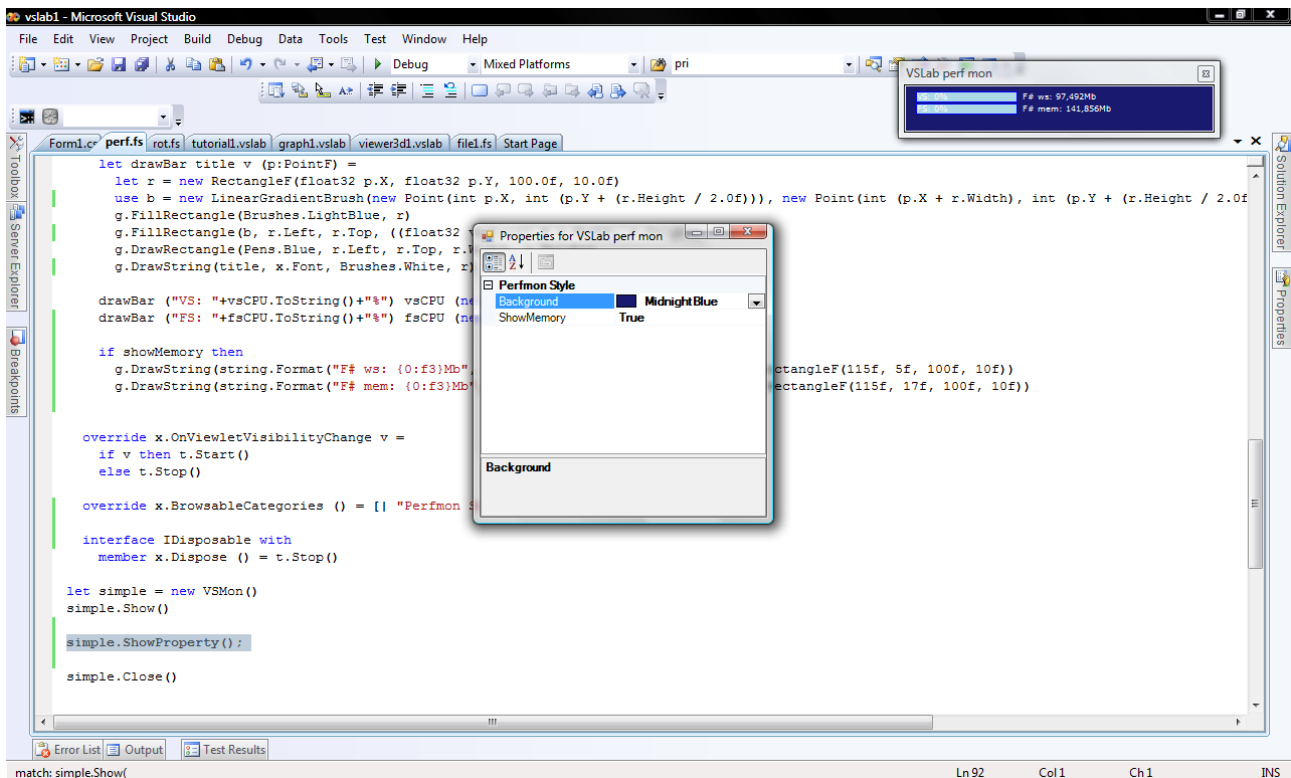 vslab1 - Microsoft Visual Studio
File Edit View Project Build Debug Data Tools Test Window Help
Debug Mixed Platforms pri
VSLab perf mon
VS: 0% F# ws: 97,492Mb
FS: 0% F# mem: 141,856Mb
Form1.cs perf.fs rot.fs tutorial1.vslab graph1.vslab viewer3d1.vslab file1.fs Start Page
Toolbox
Server Explorer
Breakpoints
Solution Explorer
Properties
let drawBar title v (p:PointF) =
let r = new RectangleF(float32 p.X, float32 p.Y, 100.0f, 10.0f)
use b = new LinearGradientBrush(new Point(int p.X, int (p.Y + (r.Height / 2.0f))), new Point(int (p.X + r.Width), int (p.Y + (r.Height / 2.0f
g.FillRectangle(Brushes.LightBlue, r)
g.FillRectangle(b, r.Left, r.Top, ((float32
g.DrawRectangle(Pens.Blue, r.Left, r.Top, r.W
g.DrawString(title, x.Font, Brushes.White, r)
drawBar ("VS: "+vsCPU.ToString()+"%") vsCPU (ne
drawBar ("FS: "+fsCPU.ToString()+"%") fsCPU (ne
if showMemory then
g.DrawString(string.Format("F# ws: {0:f3}Mb", ctangleF(115f, 5f, 100f, 10f))
g.DrawString(string.Format("F# mem: {0:f3}Mb" ectangleF(115f, 17f, 100f, 10f))
override x.OnViewletVisibilityChange v =
if v then t.Start()
else t.Stop()
override x.BrowsableCategories () = [| "Perfmon S
interface IDisposable with
member x.Dispose () = t.Stop()
let simple = new VSMon()
simple.Show()
simple.ShowProperty();
simple.Close()
Properties for VSLab perf mon
Perfmon Style
Background MidnightBlue
ShowMemory True
Background
Error List Output Test Results
match: simple.Show( Ln 92 Col 1 Ch 1 INS